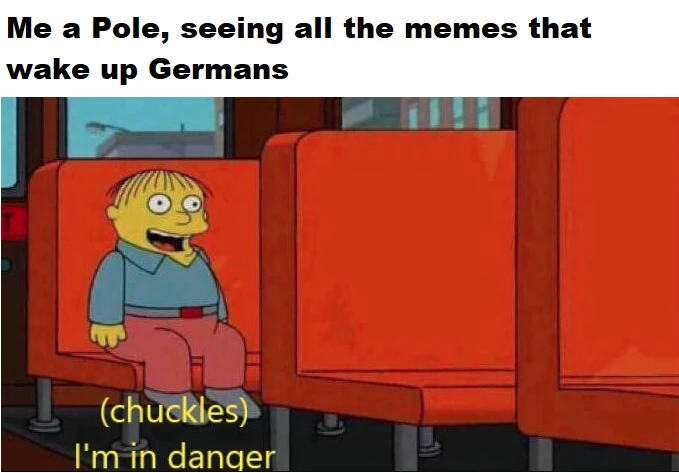 Me a Pole, seeing all the memes that
wake up Germans
(chuckles)
I'm in danger